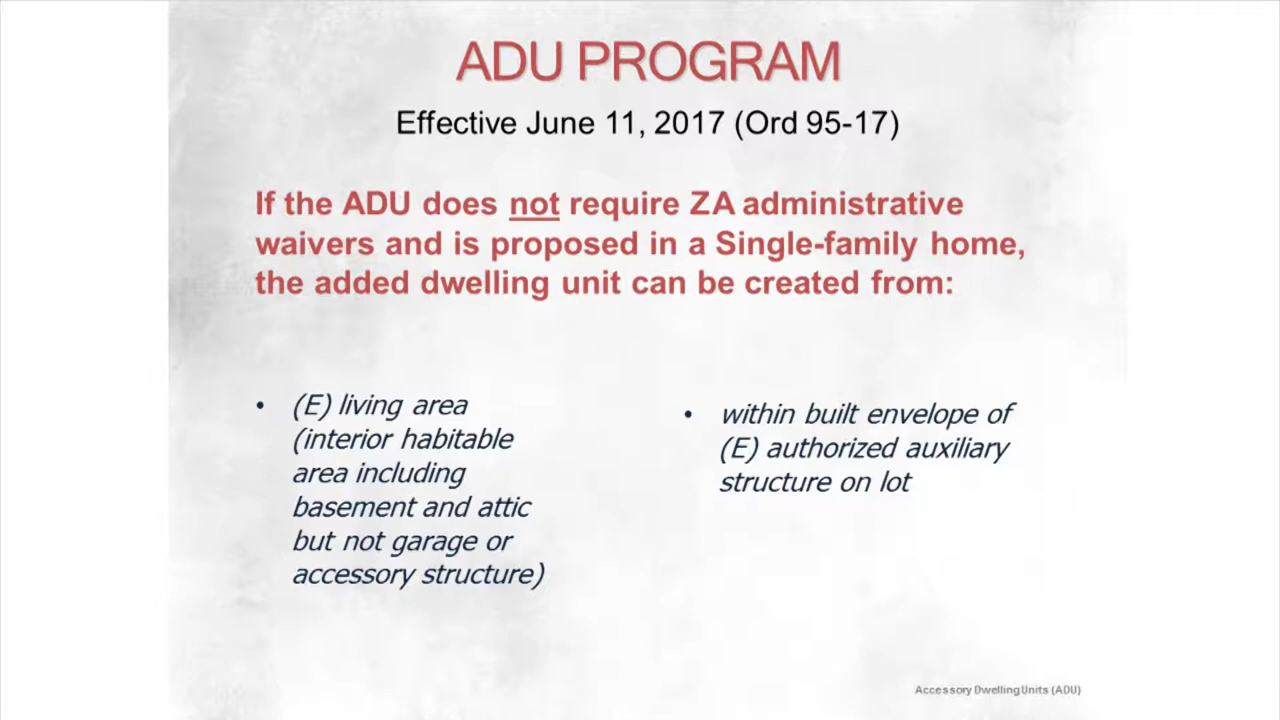 ADU PROGRAM
Effective June 11, 2017 (Ord 95-17)
If the ADU does not require ZA administrative
waivers and is proposed in a Single-family home,
the added dwelling unit can be created from:
• (E) living area
(interior habitable
area including
basement and attic
but not garage or
accessory structure)
• within built envelope of
(E) authorized auxiliary
structure on lot
Accessory Dwelling Units (ADU)